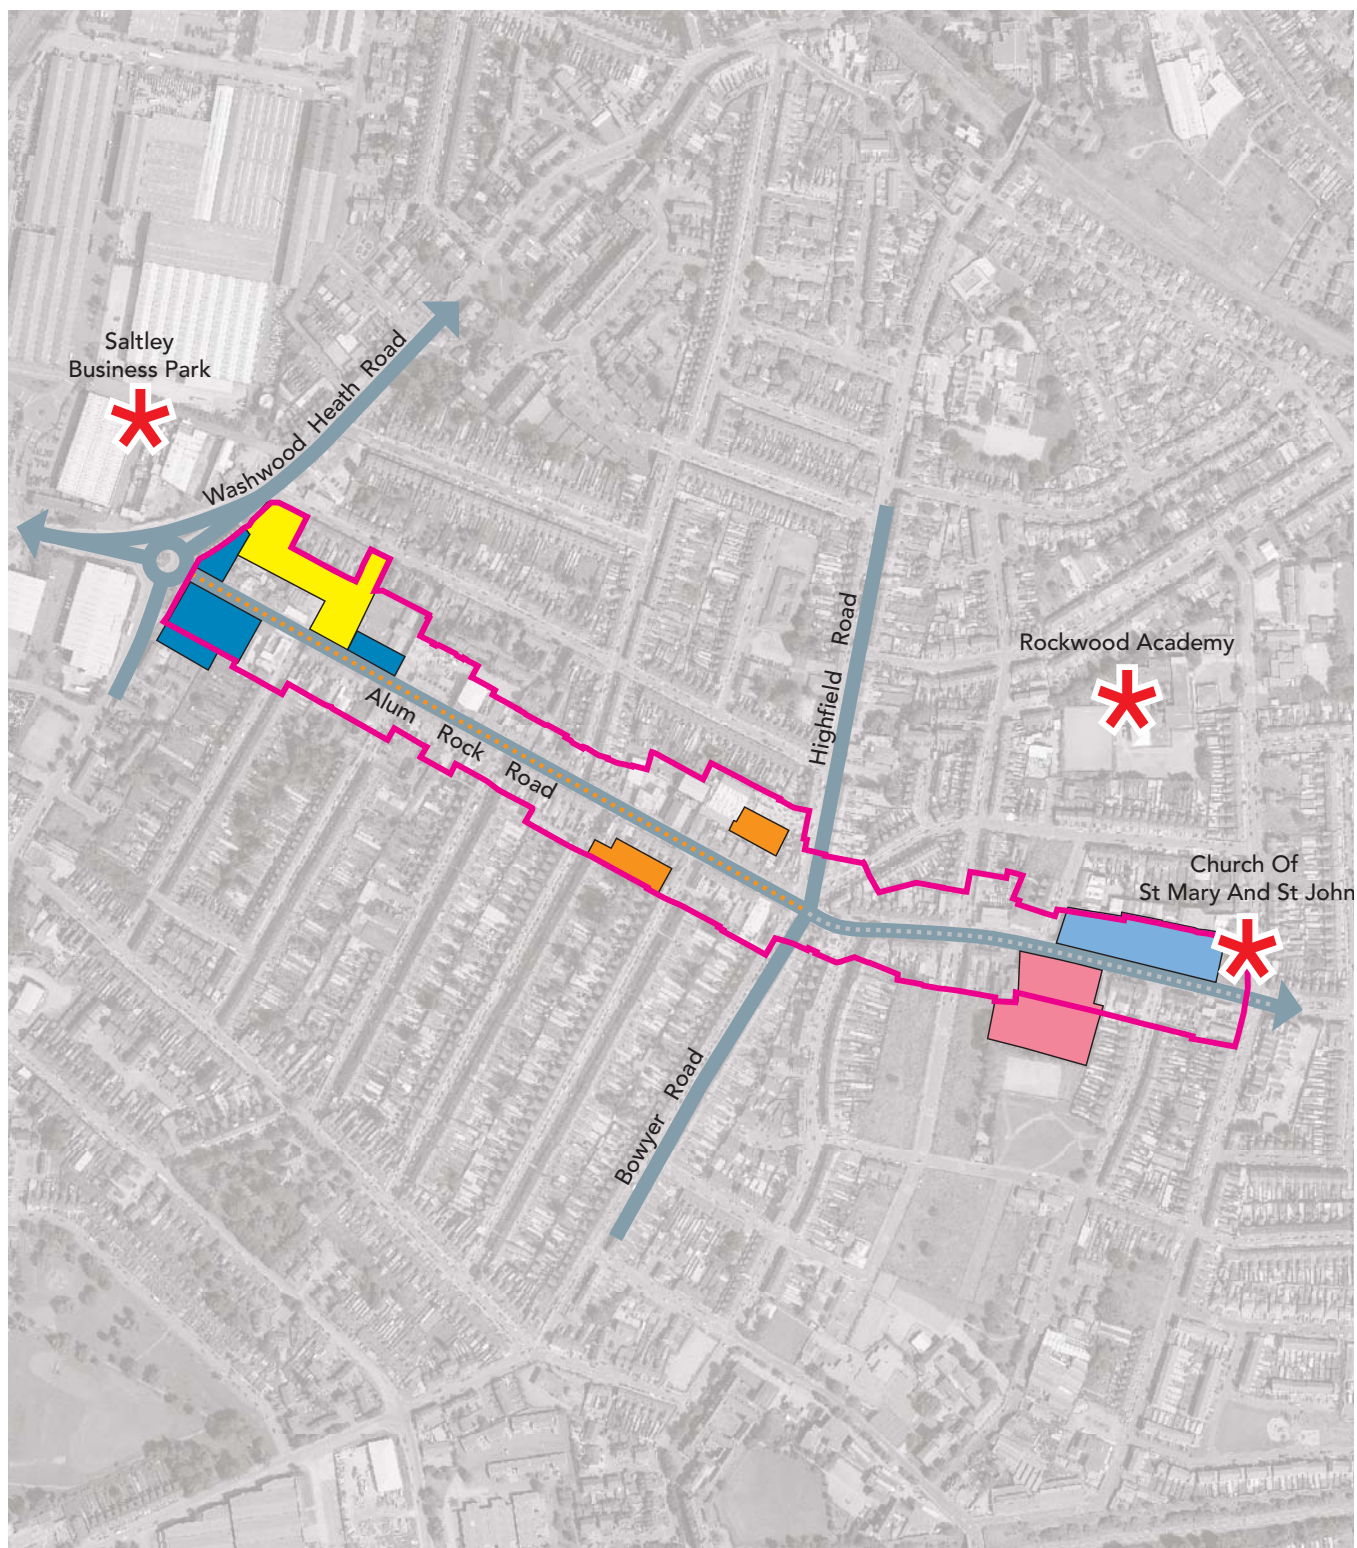 Saltley
Business Park
Washwood Heath Road
Alum Rock Road
Highfield Road
Rockwood Academy
Church Of
St Mary And St John
Bowyer Road